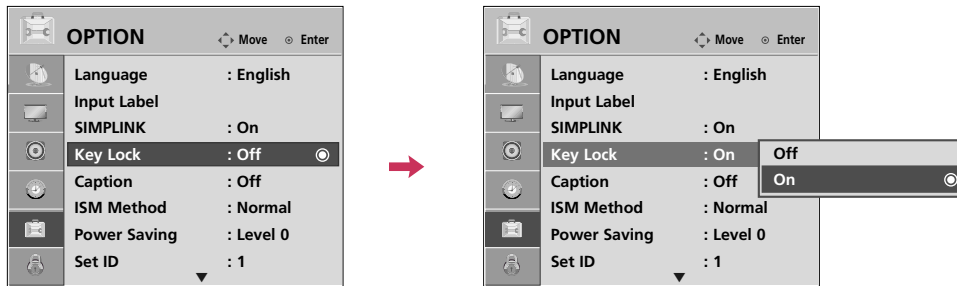 OPTION Move Enter
Language : English
Input Label
SIMPLINK : On
Key Lock : Off
Caption : Off
ISM Method : Normal
Power Saving : Level 0
Set ID : 1
OPTION Move Enter
Language : English
Input Label
SIMPLINK : On
Key Lock : On
Caption : Off
ISM Method : Normal
Power Saving : Level 0
Set ID : 1
Off
On